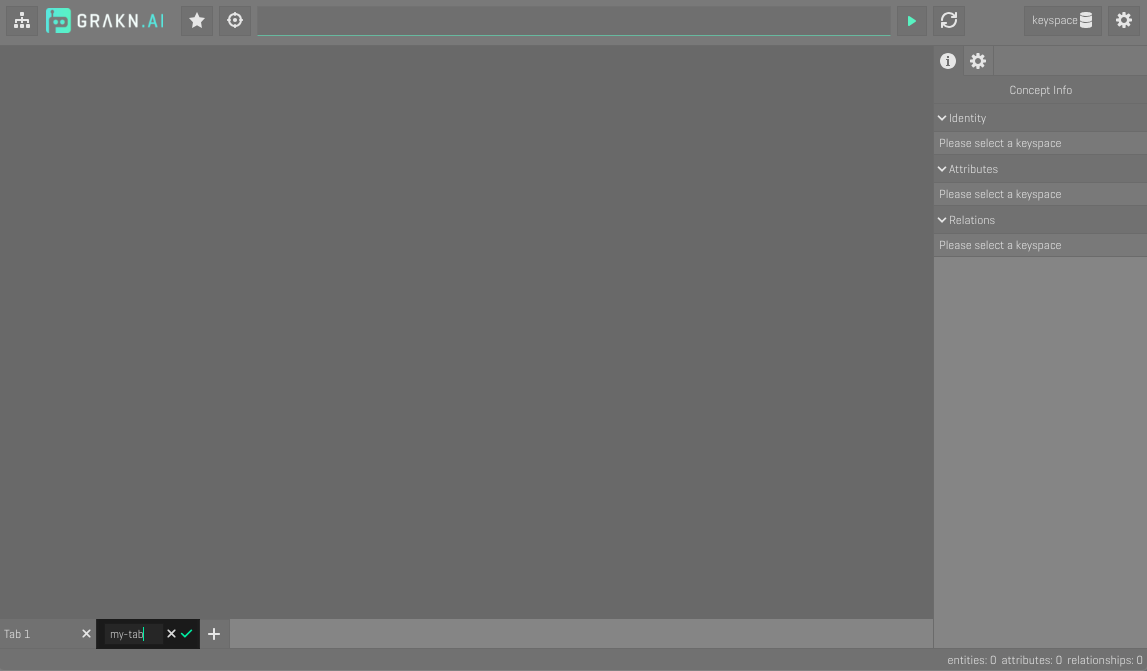 GRAKN.AI
keyspace
Concept Info
Identity
Please select a keyspace
Attributes
Please select a keyspace
Relations
Please select a keyspace
Tab 1
my-tab
entities: 0 attributes: 0 relationships: 0